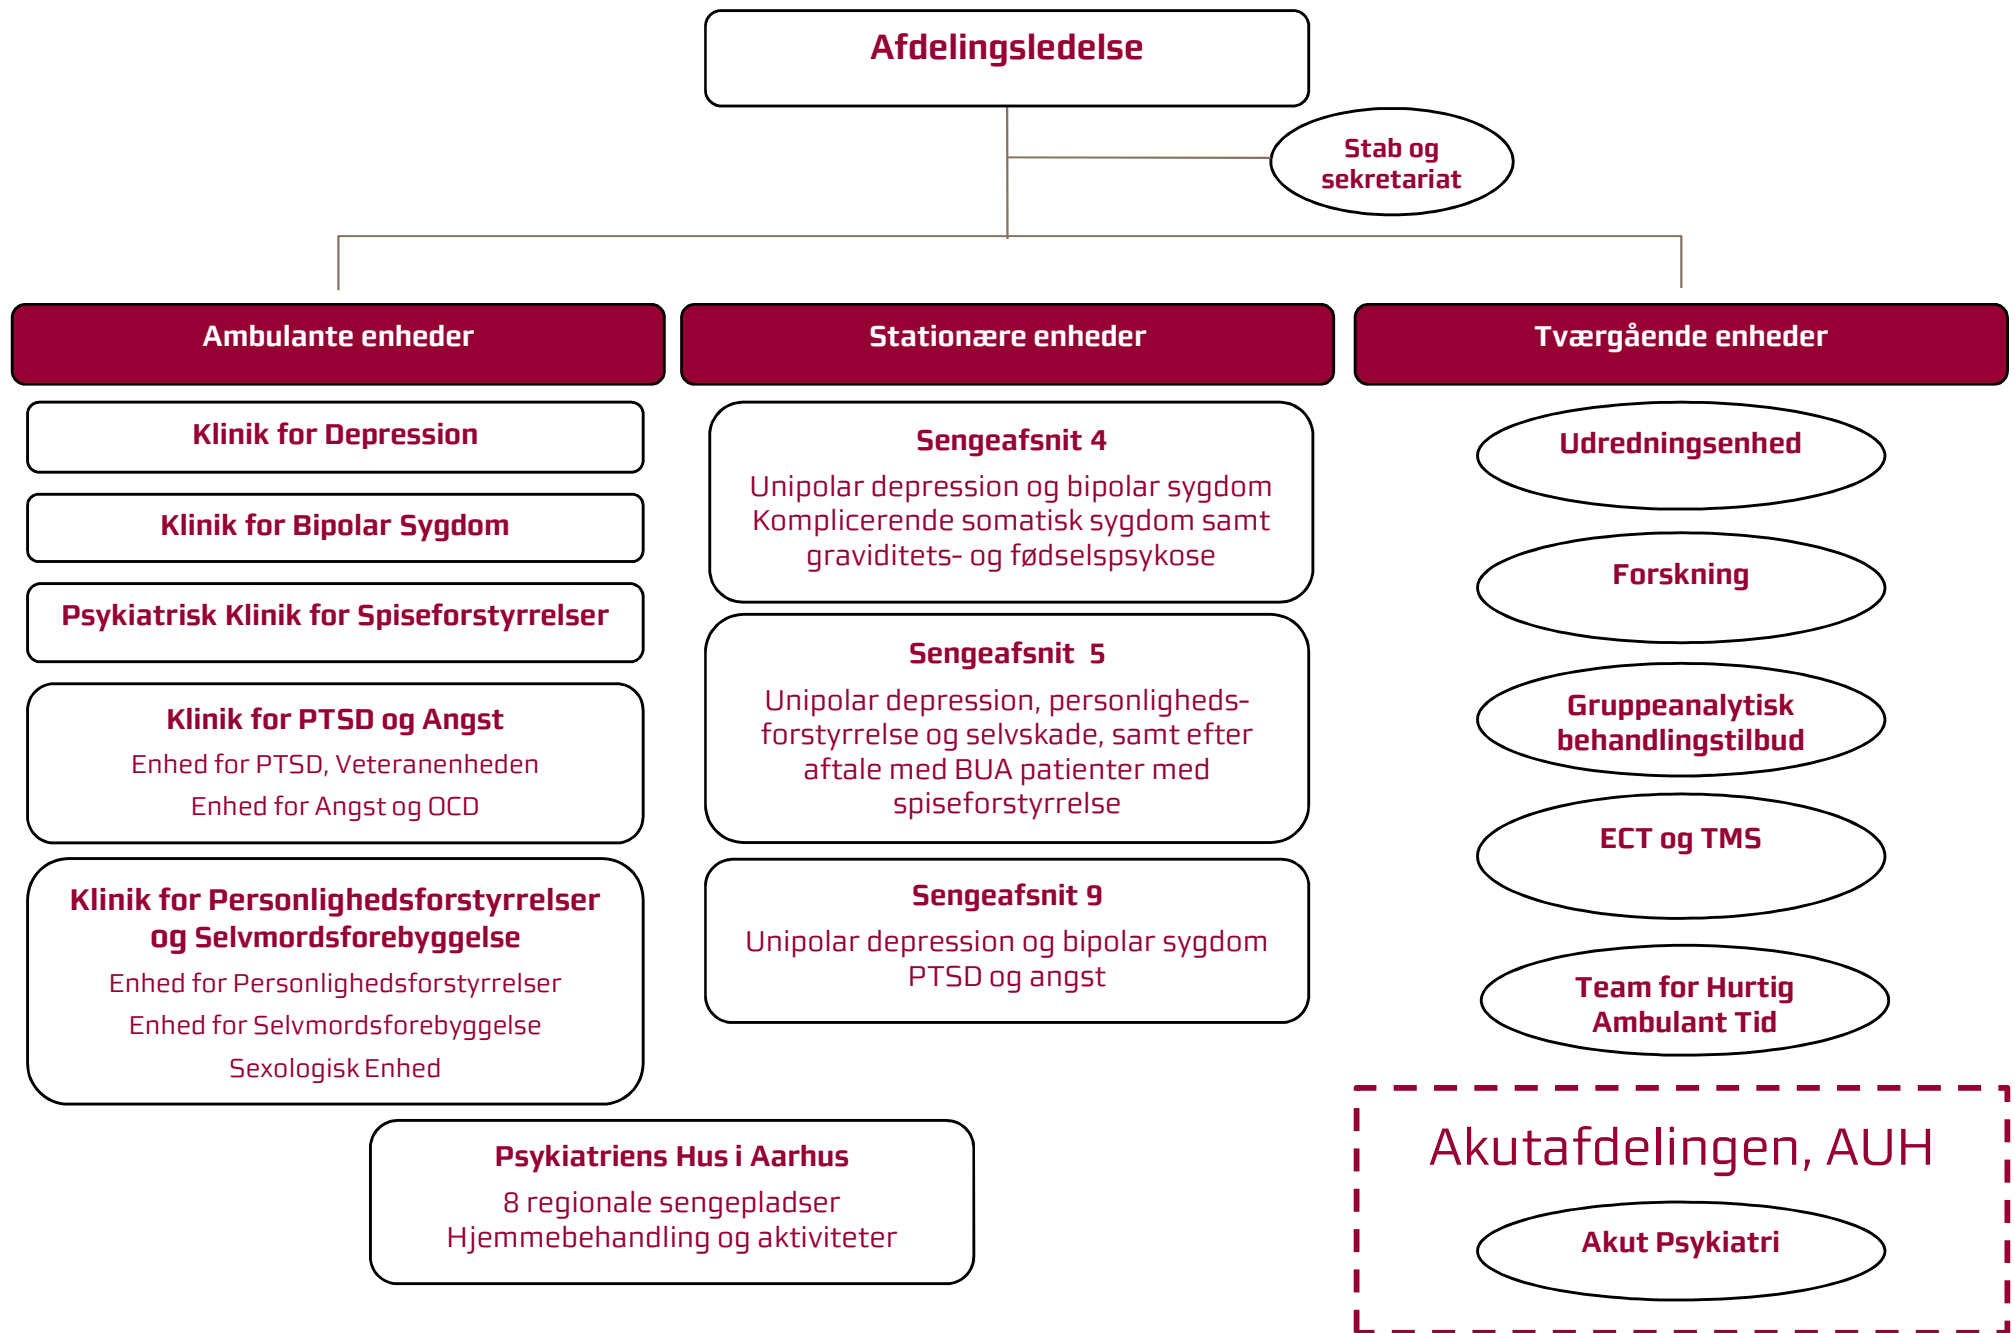 Afdelingsledelse
Stab og
sekretariat
Ambulante enheder
Klinik for Depression
Klinik for Bipolar Sygdom
Psykiatrisk Klinik for Spiseforstyrrelser
Klinik for PTSD og Angst
Enhed for PTSD, Veteranenheden
Enhed for Angst og OCD
Klinik for Personlighedsforstyrrelser
og Selvmordsforebyggelse
Enhed for Personlighedsforstyrrelser
Enhed for Selvmordsforebyggelse
Sexologisk Enhed
Stationære enheder
Sengeafsnit 4
Unipolar depression og bipolar sygdom
Komplicerende somatisk sygdom samt
graviditets- og fødselspsykose
Sengeafsnit 5
Unipolar depression, personligheds-
forstyrrelse og selvskade, samt efter
aftale med BUA patienter med
spiseforstyrrelse
Sengeafsnit 9
Unipolar depression og bipolar sygdom
PTSD og angst
Psykiatriens Hus i Aarhus
8 regionale sengepladser
Hjemmebehandling og aktiviteter
Tværgående enheder
Udredningsenhed
Forskning
Gruppeanalytisk
behandlingstilbud
ECT og TMS
Team for Hurtig
Ambulant Tid
Akutafdelingen, AUH
Akut Psykiatri